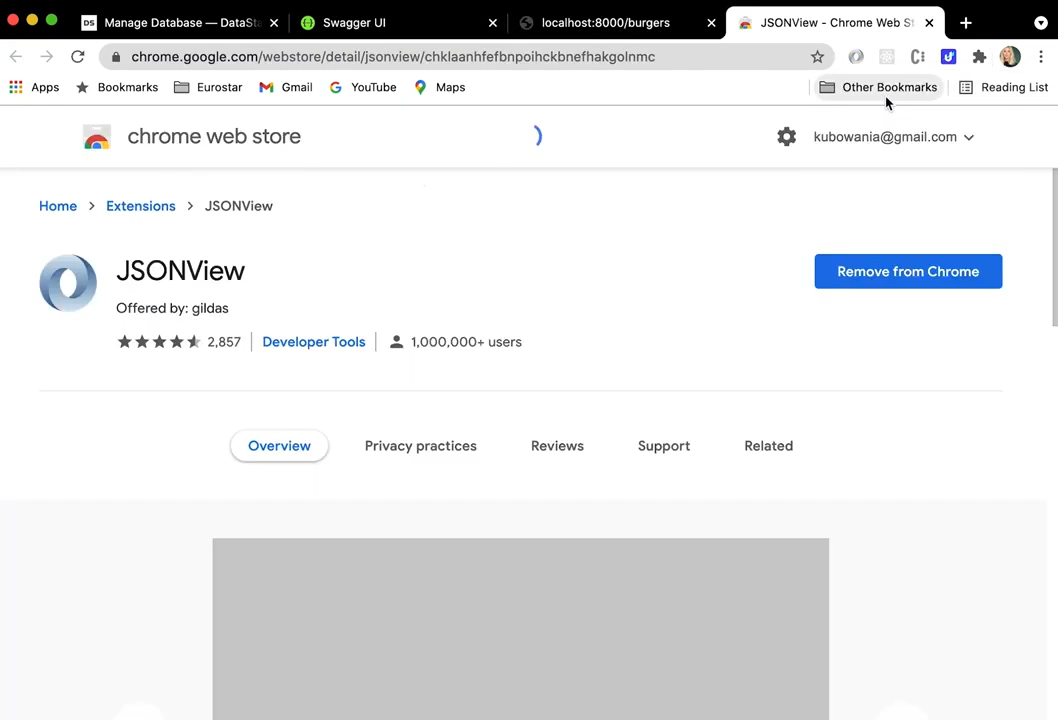 DS Manage Database — DataSta
Swagger UI
localhost:8000/burgers
JSONView - Chrome Web St
chrome.google.com/webstore/detail/jsonview/chklaanhfefbnpoihckbnefhakgolnmc
Apps
Bookmarks
Eurostar
Gmail
YouTube
Maps
Other Bookmarks
Reading List
chrome web store
kubowania@gmail.com
Home
Extensions
JSONView
JSONView
Remove from Chrome
Offered by: gildas
2,857
Developer Tools
1,000,000+ users
Overview
Privacy practices
Reviews
Support
Related